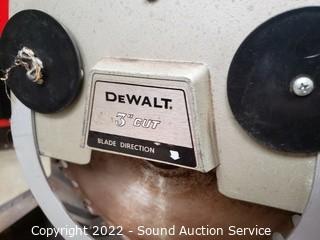 DEWALT.
3" CUT
BLADE DIRECTION
Copyright 2022 - Sound Auction Service